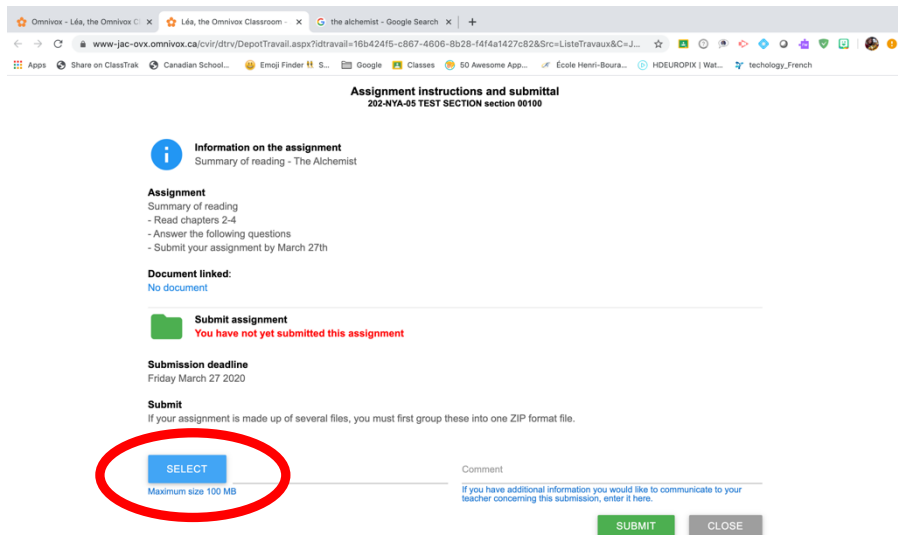 Omnivox - Léa, the Omnivox Cl × Léa, the Omnivox Classroom - × the alchemist - Google Search × +
www-jac-ovx.omnivox.ca/cvir/dtrv/DepotTravail.aspx?idtravail=16b424f5-c867-4606-8b28-f4f4a1427c82&Src=ListeTravaux&C=J...
Apps Share on ClassTrak Canadian School... Emoji Finder S... Google Classes 50 Awesome App... École Henri-Boura... HDEUROPIX | Wat... techology_French
Assignment instructions and submittal
202-NYA-05 TEST SECTION section 00100
Information on the assignment
Summary of reading - The Alchemist
Assignment
Summary of reading
- Read chapters 2-4
- Answer the following questions
- Submit your assignment by March 27th
Document linked:
No document
Submit assignment
You have not yet submitted this assignment
Submission deadline
Friday March 27 2020
Submit
If your assignment is made up of several files, you must first group these into one ZIP format file.
SELECT
Comment
Maximum size 100 MB
If you have additional information you would like to communicate to your
teacher concerning this submission, enter it here.
SUBMIT CLOSE